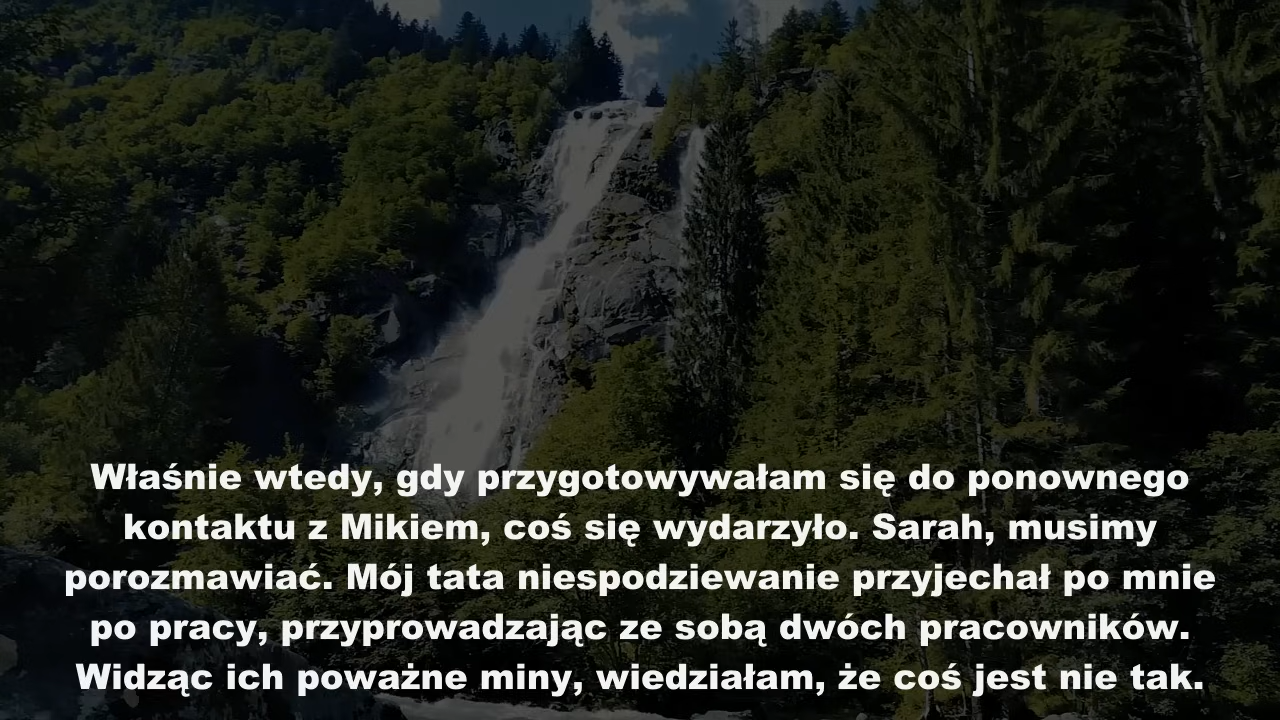 Właśnie wtedy, gdy przygotowywałam się do ponownego
kontaktu z Mikiem, coś się wydarzyło. Sarah, musimy
porozmawiać. Mój tata niespodziewanie przyjechał po mnie
po pracy, przyprowadzając ze sobą dwóch pracowników.
Widząc ich poważne miny, wiedziałam, że coś jest nie tak.